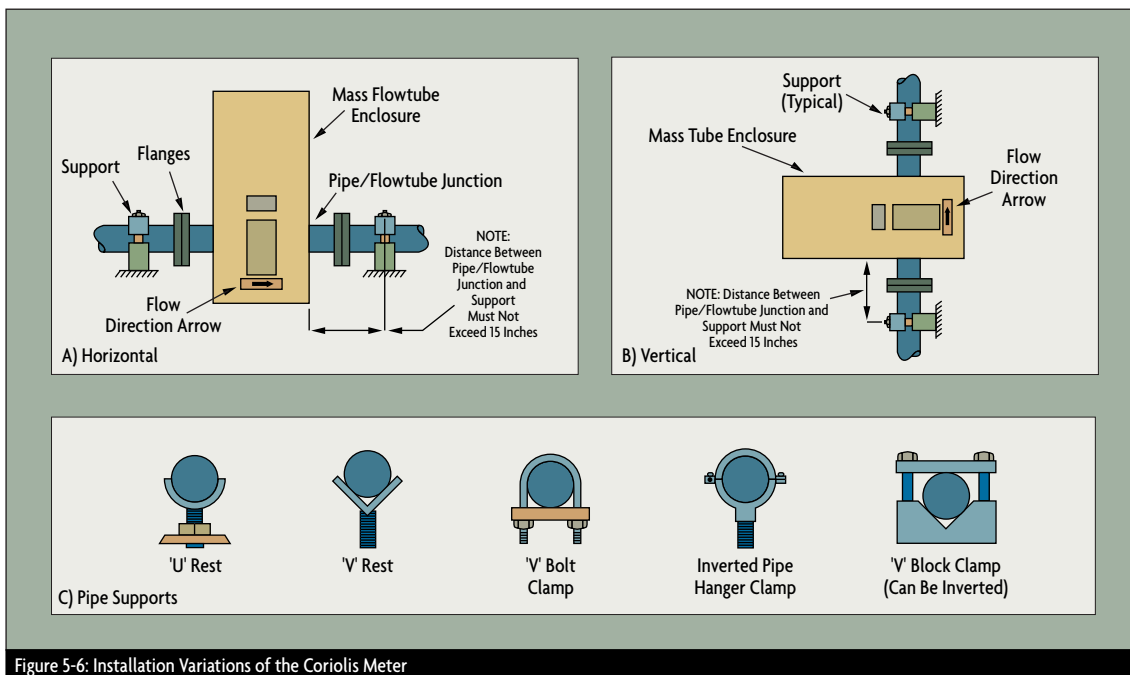 Mass Flowtube
Enclosure
Flanges
Support
Pipe/Flowtube Junction
NOTE:
Distance Between
Pipe/Flowtube
Junction and
Support
Must Not
Exceed 15 Inches
Flow
Direction Arrow
A) Horizontal
Support
(Typical)
Mass Tube Enclosure
Flow
Direction
Arrow
NOTE: Distance Between
Pipe/Flowtube Junction and
Support Must Not
Exceed 15 Inches
B) Vertical
'U' Rest
'V' Rest
'V' Bolt
Clamp
Inverted Pipe
Hanger Clamp
'V' Block Clamp
(Can Be Inverted)
C) Pipe Supports
Figure 5-6: Installation Variations of the Coriolis Meter